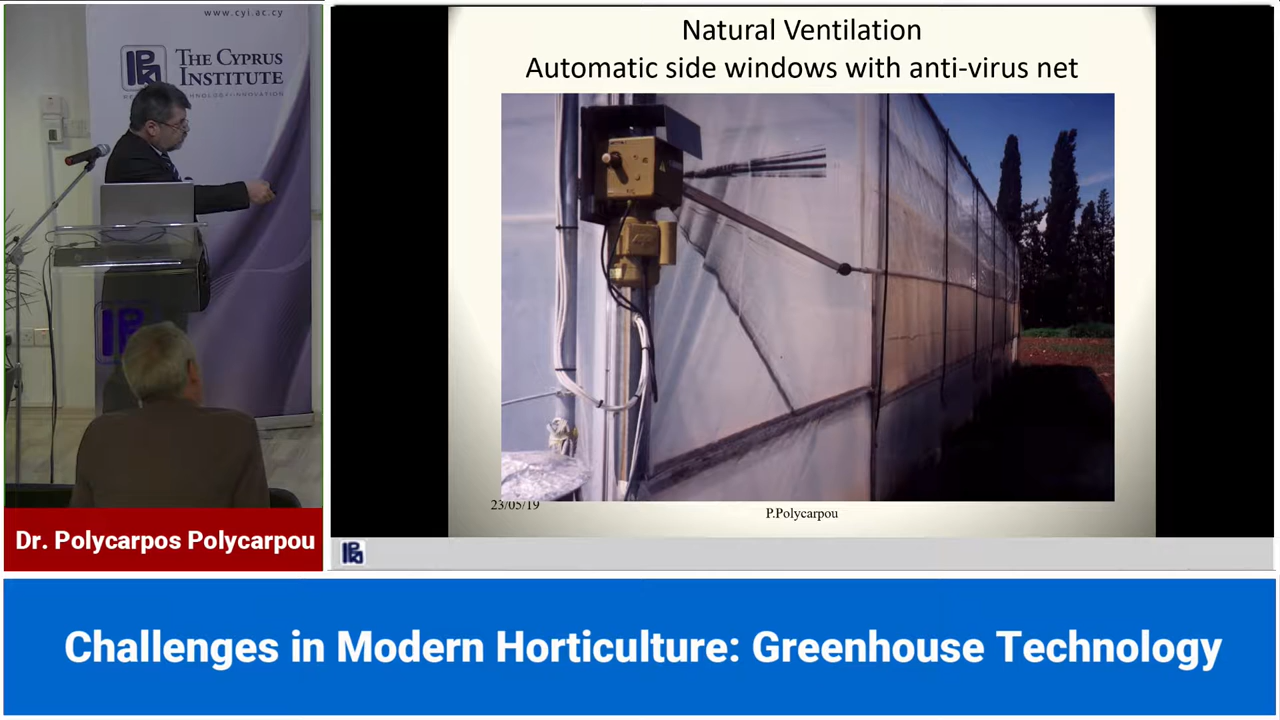 www.cyi.ac.cy
THE CYPRUS
INSTITUTE
Natural Ventilation
Automatic side windows with anti-virus net
23/05/19
P.Polycarpou
Dr. Polycarpos Polycarpou
Challenges in Modern Horticulture: Greenhouse Technology